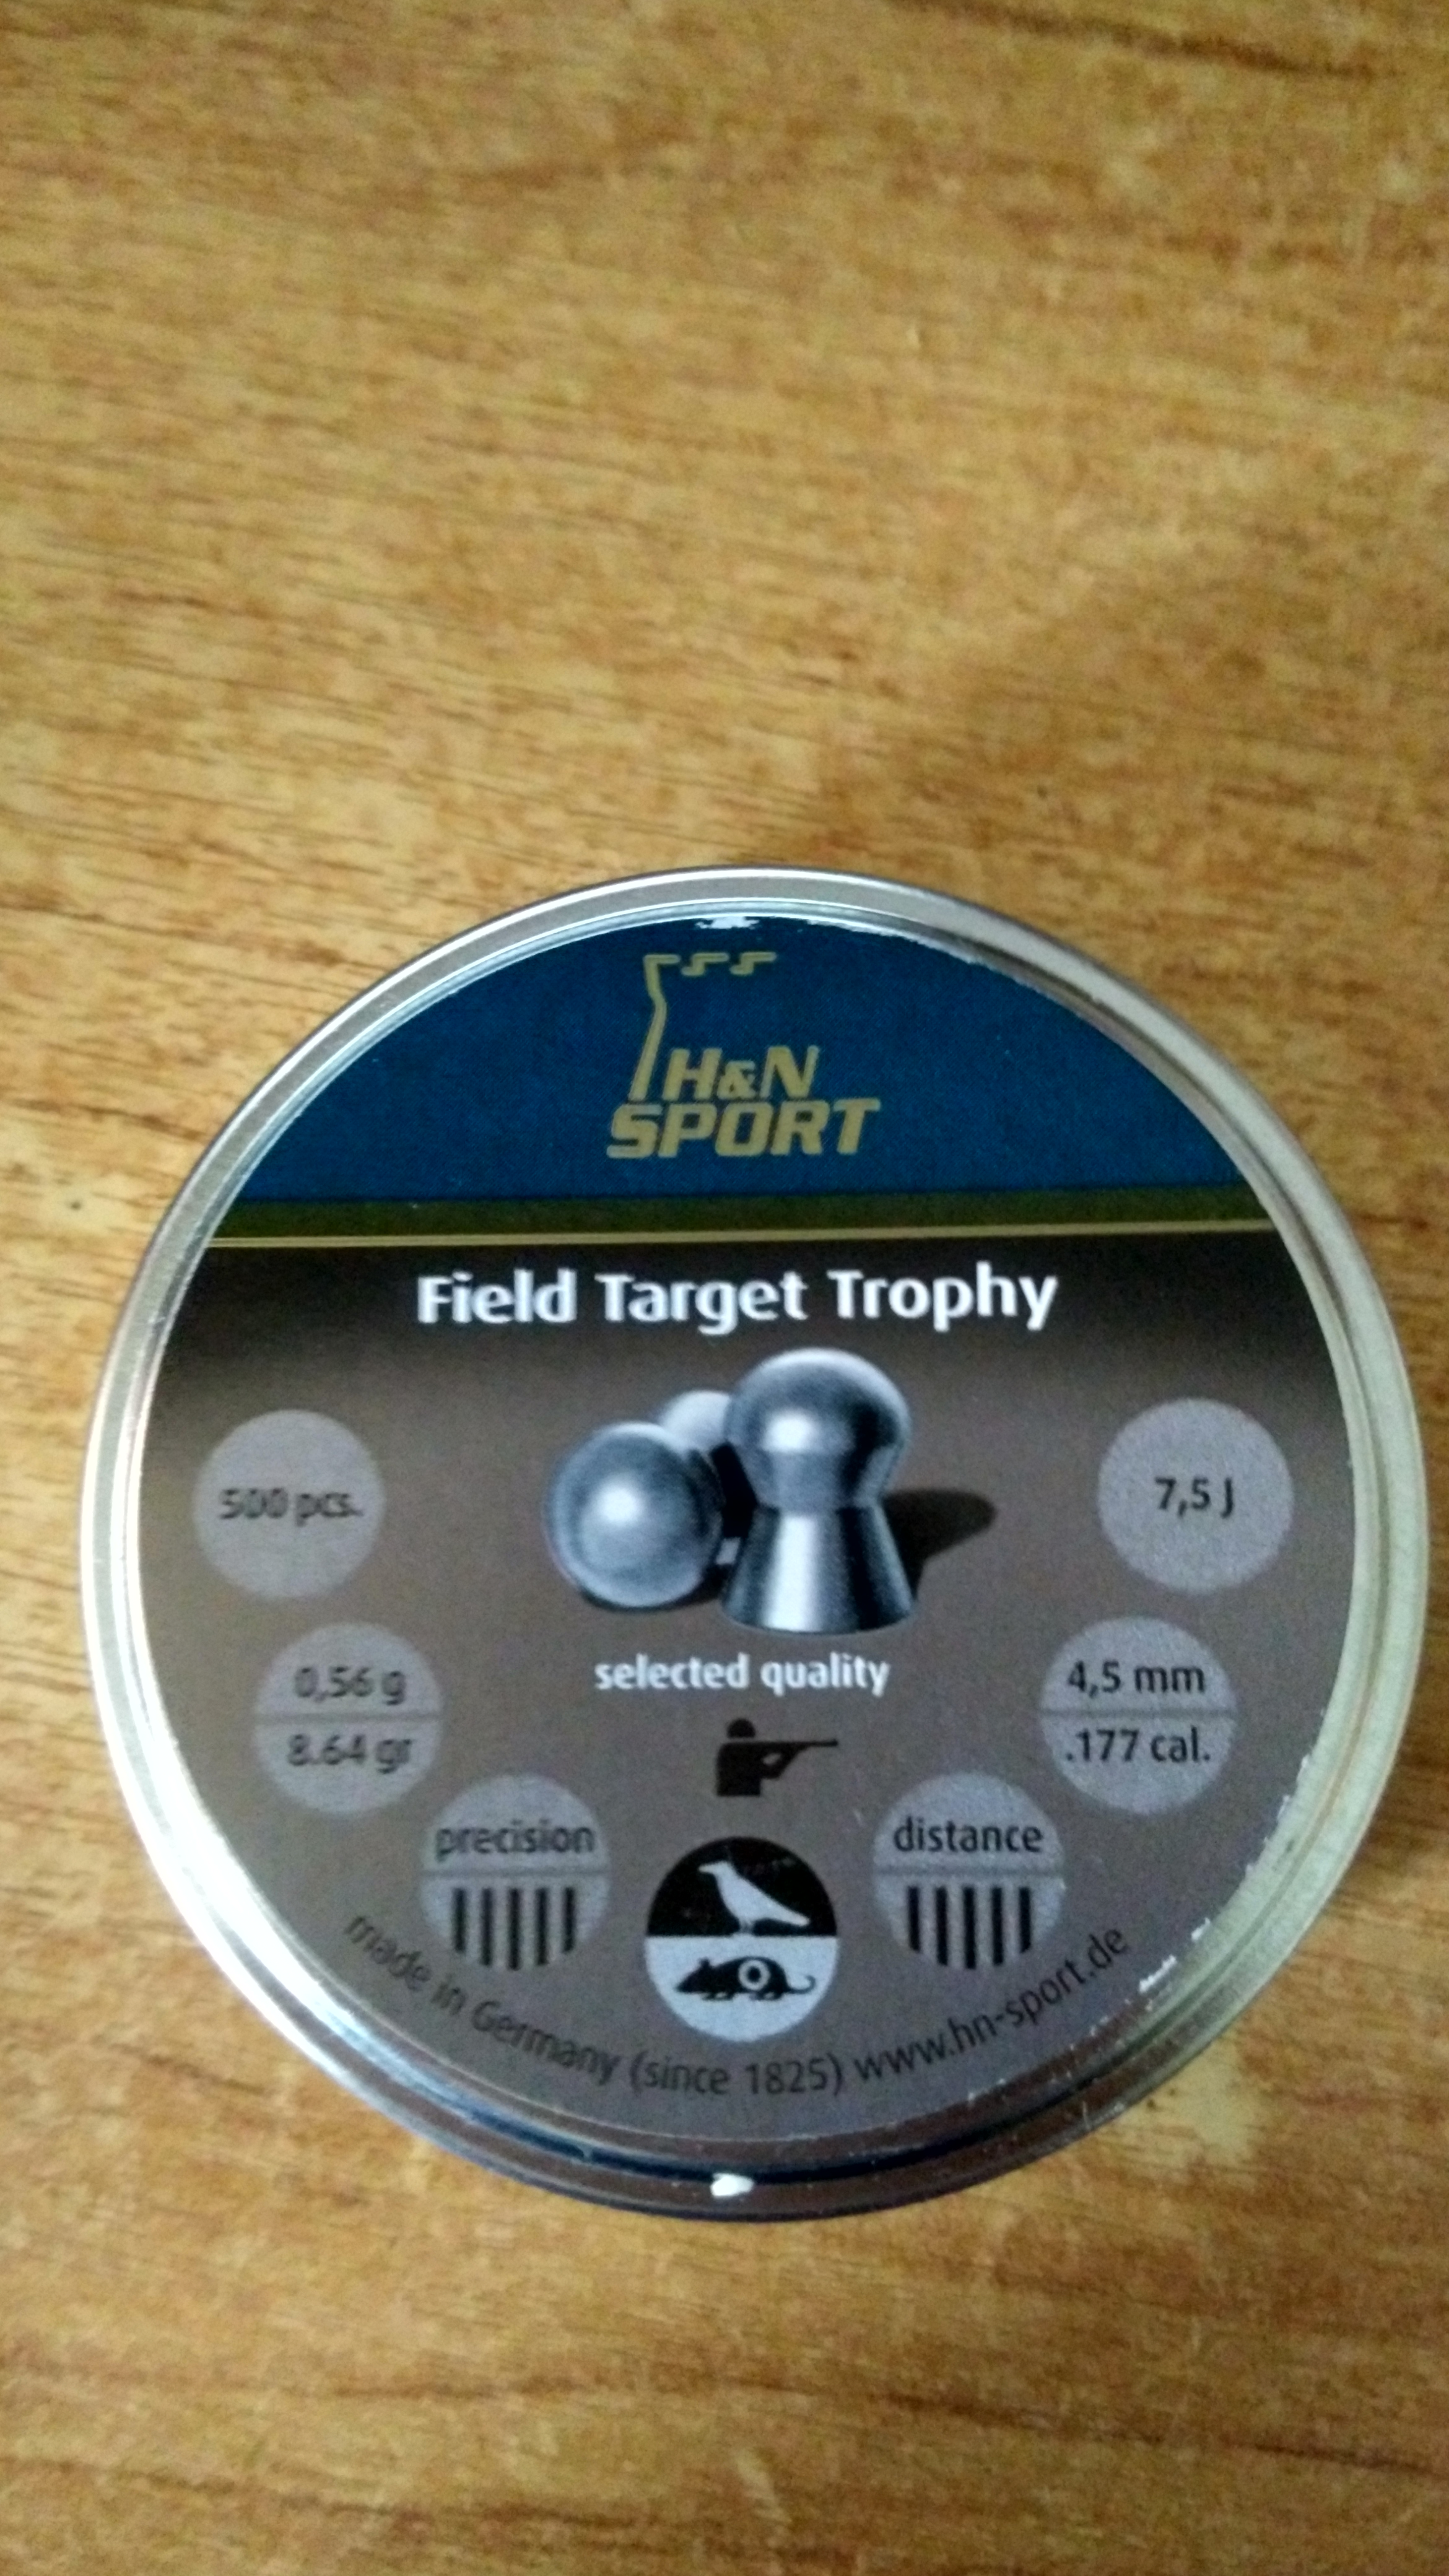 H&N
SPORT
Field Target Trophy
500 pcs.
7,5 J
selected quality
0,56 g
8.64 gr
4,5 mm
.177 cal.
precision
distance
made in Germany (since 1825) www.hn-sport.de